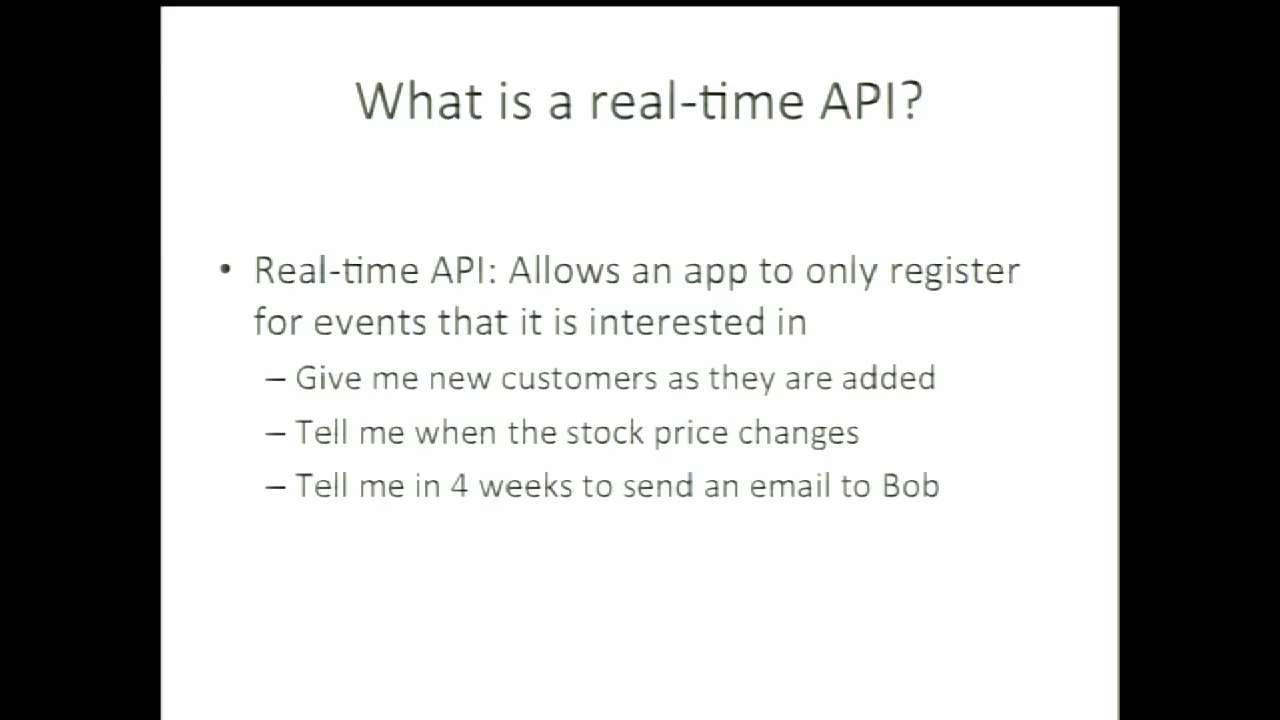 What is a real-time API?
• Real-time API: Allows an app to only register
for events that it is interested in
– Give me new customers as they are added
– Tell me when the stock price changes
– Tell me in 4 weeks to send an email to Bob